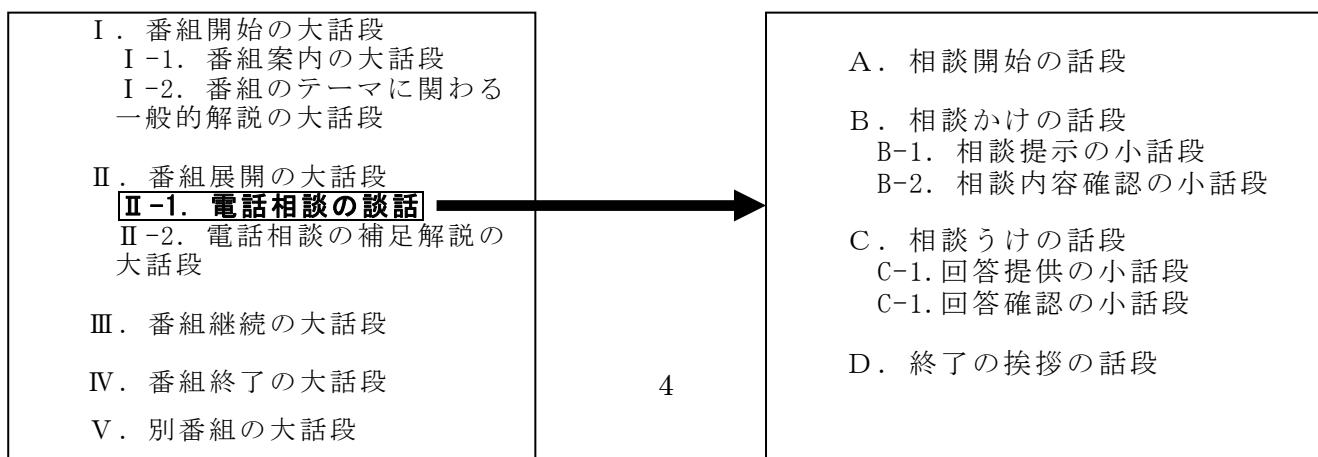 Ⅰ．番組開始の大話段
Ⅰ-1．番組案内の大話段
Ⅰ-2．番組のテーマに関わる
一般的解説の大話段
Ⅱ．番組展開の大話段
Ⅱ-1．電話相談の談話
Ⅱ-2．電話相談の補足解説の
大話段
Ⅲ．番組継続の大話段
Ⅳ．番組終了の大話段
Ⅴ．別番組の大話段
4
A．相談開始の話段
B．相談かけの話段
B-1．相談提示の小話段
B-2．相談内容確認の小話段
C．相談うけの話段
C-1.回答提供の小話段
C-1.回答確認の小話段
D．終了の挨拶の話段